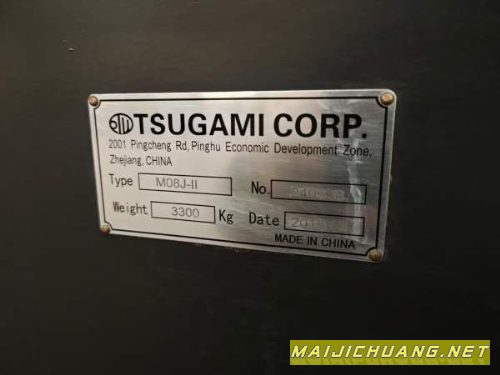 TSUGAMI CORP.
2001 Pingcheng Rd, Pinghu Economic Development Zone,
Zhejiang, CHINA
Type M08J-II No.
Weight 3300 Kg Date
MADE IN CHINA
MAIJICHUANG.NET